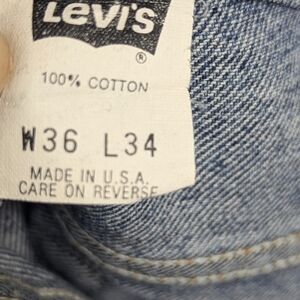 Levi's
®
100% COTTON
W36 L34
MADE IN U.S.A.
CARE ON REVERSE